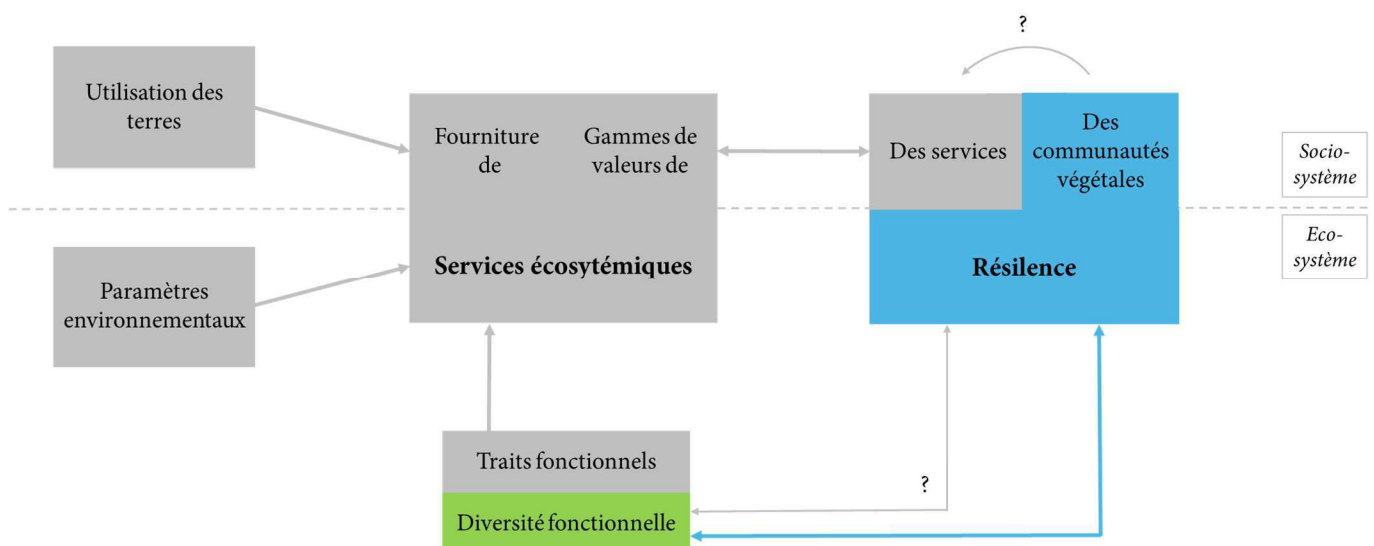 ?
Utilisation des
terres
Fourniture
de
Gammes de
valeurs de
Des services
Des
communautés
végétales
Socio-
système
Paramètres
environnementaux
Services écosytémiques
Résilence
Eco-
système
Traits fonctionnels
Diversité fonctionnelle
?